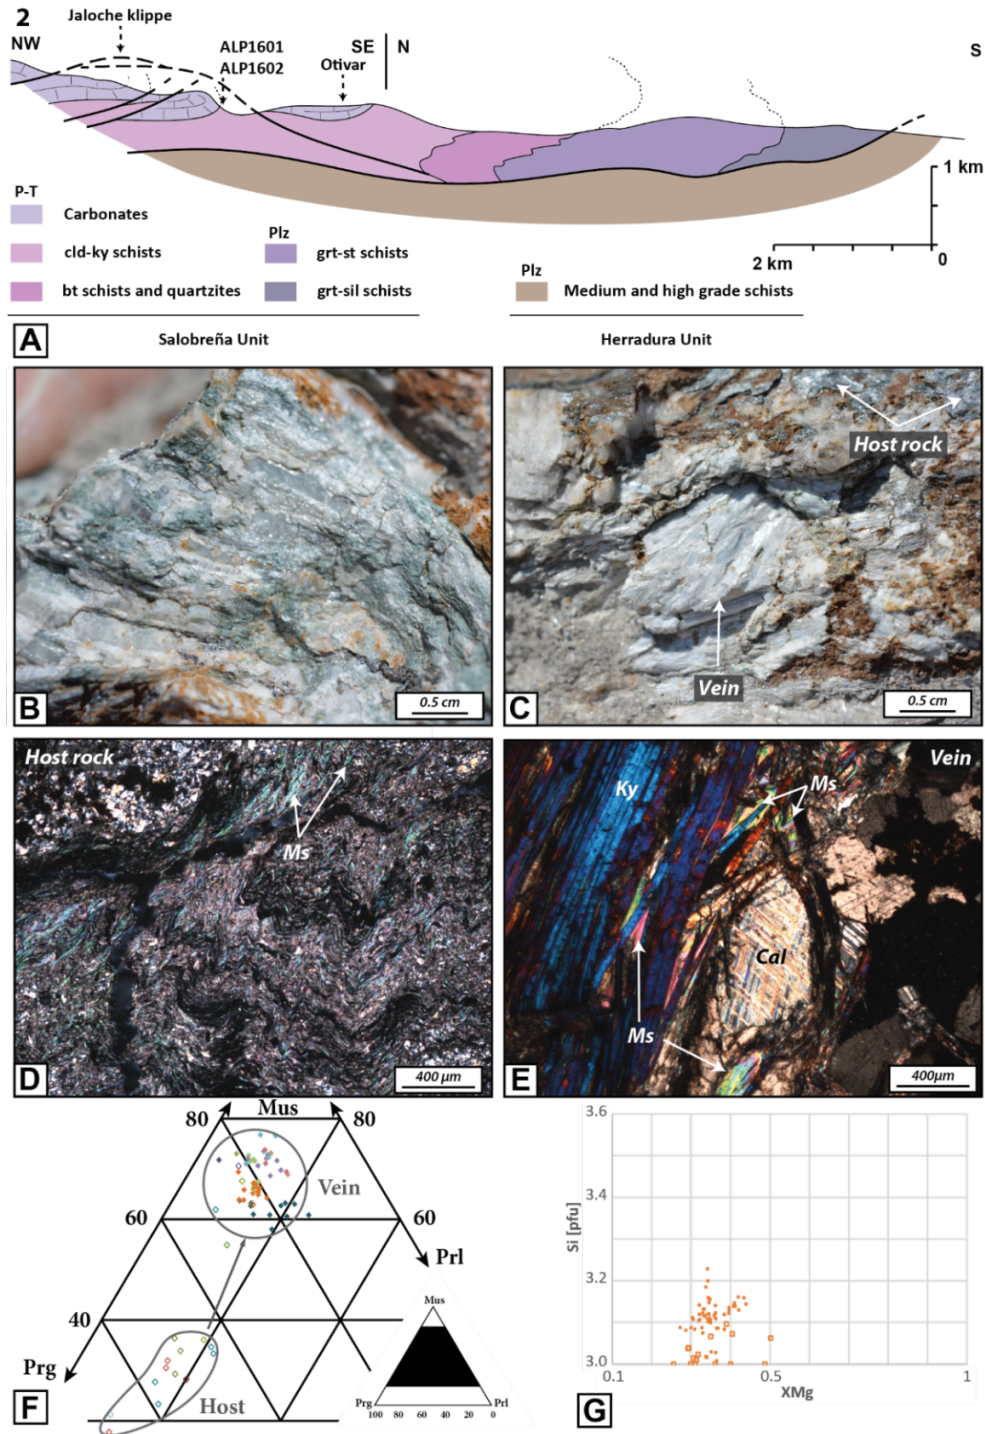 2
Jaloche klippe
NW
ALP1601
ALP1602
SE
N
Otivar
S
1 km
0
2 km
P-T
Carbonates
cld-ky schists
bt schists and quartzites
Plz
grt-st schists
grt-sil schists
Plz
Medium and high grade schists
A
Salobreña Unit
Herradura Unit
B
0.5 cm
Host rock
Vein
C
0.5 cm
Host rock
Ms
D
400 µm
Vein
Ky
Ms
Cal
Ms
E
400µm
80
Mus
80
Vein
60
60
Prl
40
Prg
Host
F
Mus
Prg
Prl
100 80 60 40 20 0
3.6
3.4
Si [pfu]
3.2
3.0
0.1
0.5
1
XMg
G